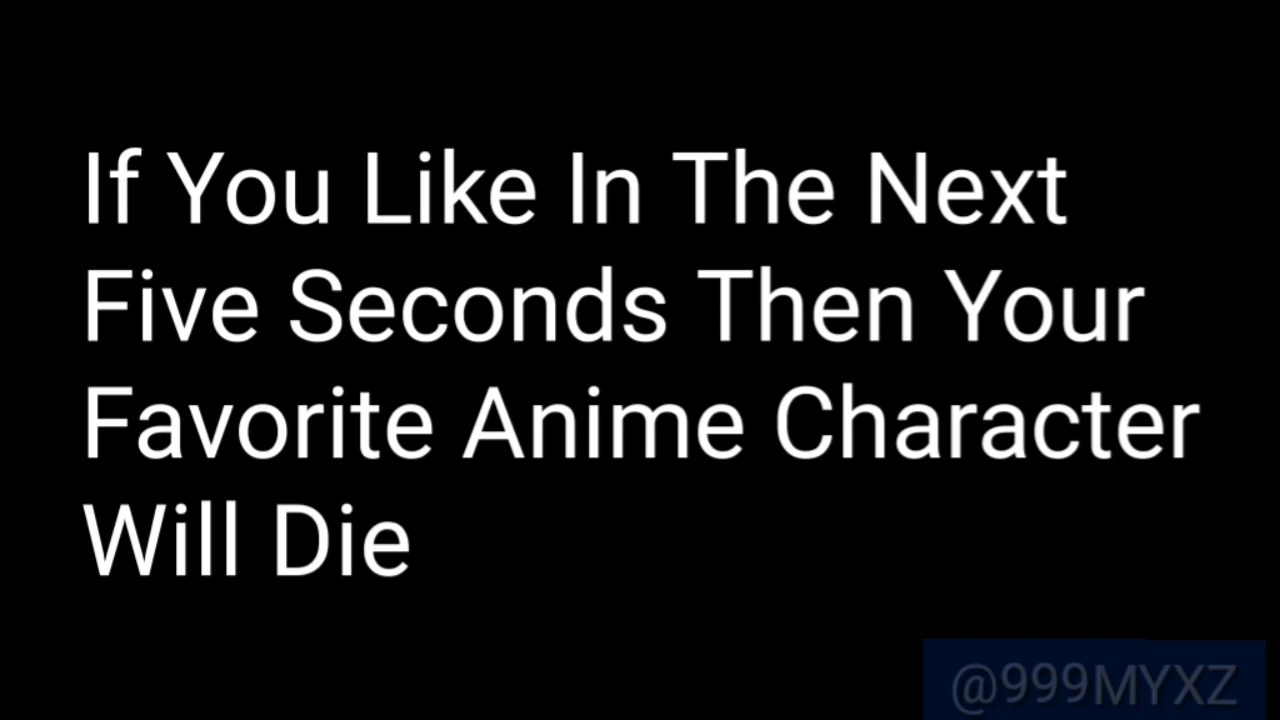 If You Like In The Next
Five Seconds Then Your
Favorite Anime Character
Will Die
@999MYXZ